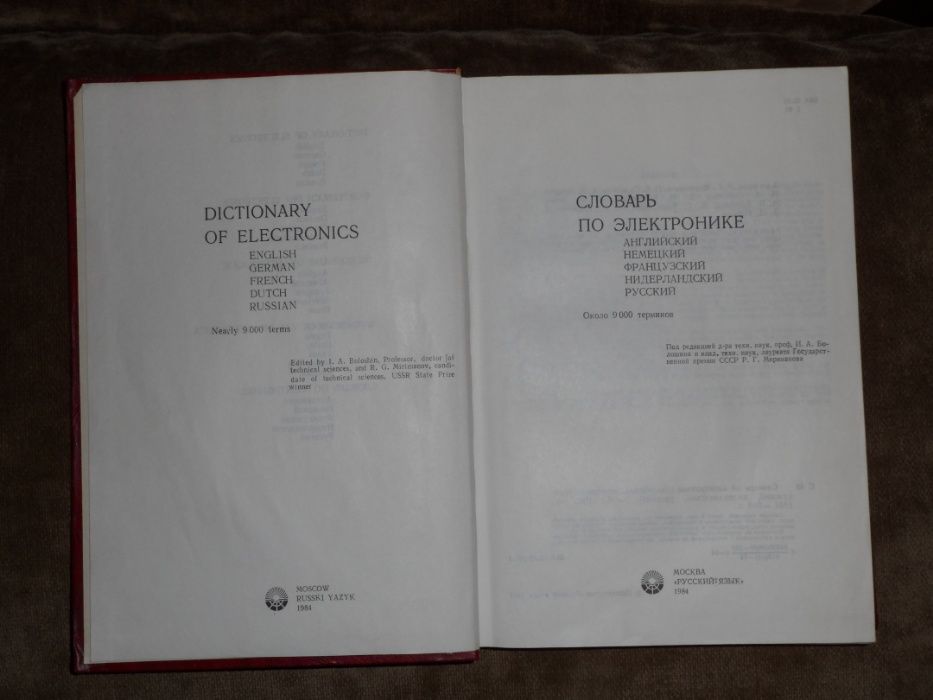 DICTIONARY
OF ELECTRONICS
ENGLISH
GERMAN
FRENCH
DUTCH
RUSSIAN
Nearly 9 000 terms
Edited by I. A. Boloshin, Professor, doctor of
technical sciences, and R. G. Mirimanov, candi-
date of technical sciences, USSR State Prize
winner
MOSCOW
RUSSKI YAZYK
1984
СЛОВАРЬ
ПО ЭЛЕКТРОНИКЕ
АНГЛИЙСКИЙ
НЕМЕЦКИЙ
ФРАНЦУЗСКИЙ
НИДЕРЛАНДСКИЙ
РУССКИЙ
Около 9 000 терминов
Под редакцией д-ра техн. наук, проф. И. А. Бо-
лошина и канд. техн. наук, лауреата Государст-
венной премии СССР Р. Г. Мириманова
МОСКВА
«РУССКИЙ ЯЗЫК»
1984